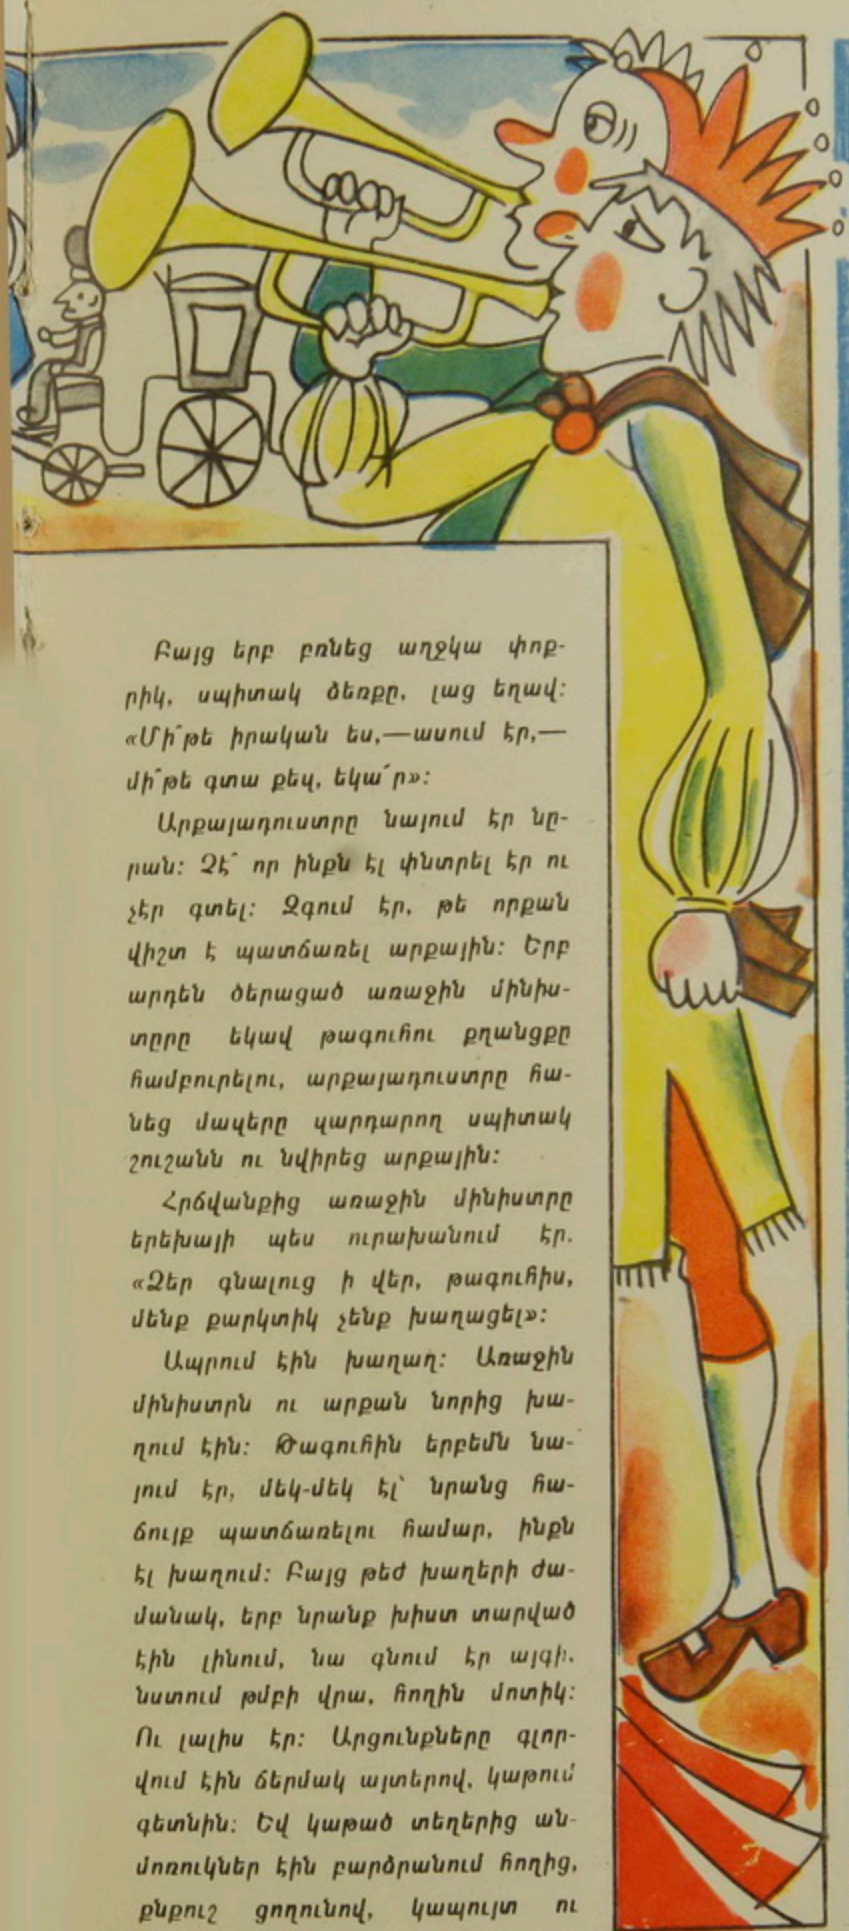 Բայց երբ բռնեց աղջկա փոք-
րիկ, սպիտակ ձեռքը, լաց եղավ:
«Մի՞թե իրական ես,—ասում էր,—
մի՞թե գտա քեզ, եկա՜ր»:
Արքայադուստրը նայում էր նը-
րան: Չէ՞ որ ինքն էլ փնտրել էր ու
չէր գտել: Զգում էր, թե որքան
վիշտ է պատճառել արքային: Երբ
արդեն ծերացած առաջին մինիս-
տըրը եկավ թագուհու քղանցքը
համբուրելու, արքայադուստրը հա-
նեց մազերը զարդարող սպիտակ
շուշանն ու նվիրեց արքային:
Հրճվանքից առաջին մինիստրը
երեխայի պես ուրախանում էր.
«Ձեր գնալուց ի վեր, թագուհիս,
մենք քարկտիկ չենք խաղացել»:
Ապրում էին խաղաղ: Առաջին
մինիստրն ու արքան նորից խա-
ղում էին: Թագուհին երբեմն նա-
յում էր, մեկ-մեկ էլ՝ նրանց հա-
ճույք պատճառելու համար, ինքն
էլ խաղում: Բայց թեժ խաղերի ժա-
մանակ, երբ նրանք խիստ տարված
էին լինում, նա գնում էր այգի.
նստում թմբի վրա, հողին մոտիկ:
Ու լալիս էր: Արցունքները գլոր-
վում էին ճերմակ այտերով, կաթում
գետնին: Եվ կաթած տեղերից ան-
մոռուկներ էին բարձրանում հողից,
քնքուշ ցողունով, կապույտ ու